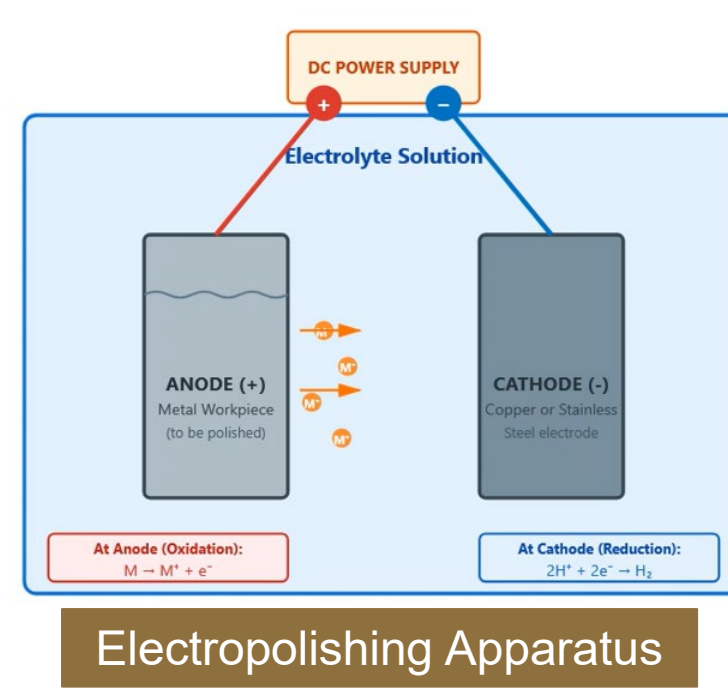 DC POWER SUPPLY
+
−
Electrolyte Solution
M⁺
M⁺
M⁺
M⁺
ANODE (+)
Metal Workpiece
(to be polished)
CATHODE (-)
Copper or Stainless
Steel electrode
At Anode (Oxidation):
M → M⁺ + e⁻
At Cathode (Reduction):
2H⁺ + 2e⁻ → H₂
Electropolishing Apparatus